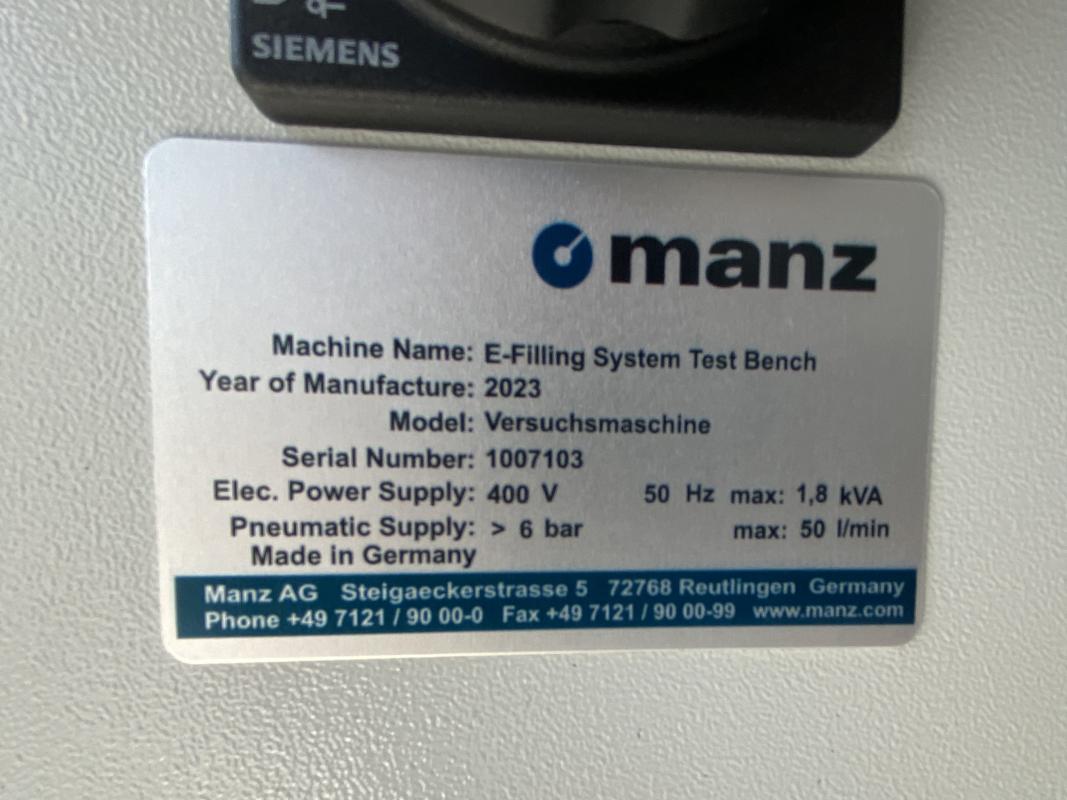 SIEMENS
manz
Machine Name: E-Filling System Test Bench
Year of Manufacture: 2023
Model: Versuchsmaschine
Serial Number: 1007103
Elec. Power Supply: 400 V 50 Hz max: 1,8 kVA
Pneumatic Supply: > 6 bar max: 50 l/min
Made in Germany
Manz AG Steigaeckerstrasse 5 72768 Reutlingen Germany
Phone +49 7121 / 90 00-0 Fax +49 7121 / 90 00-99 www.manz.com